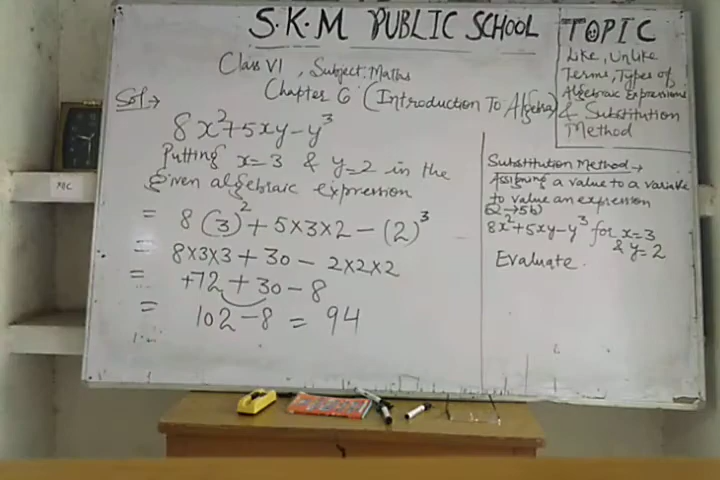 S.K.M PUBLIC SCHOOL
Class VI, Subject: Maths
Chapter 6 (Introduction To Algebra)
TOPIC
Like, Unlike
Terms, Types of
Algebraic Expressions
& Substitution
Method
Sol→
8x²+5xy-y³
Putting x=3 & y=2 in the
given algebraic expression
= 8(3)²+5×3×2-(2)³
= 8×3×3+30-2×2×2
= +72+30-8
= 102-8=94
Substitution Method→
Assigning a value to a variable
to value an expression
Q2→5b)
8x²+5xy-y³ for x=3
& y=2
Evaluate.